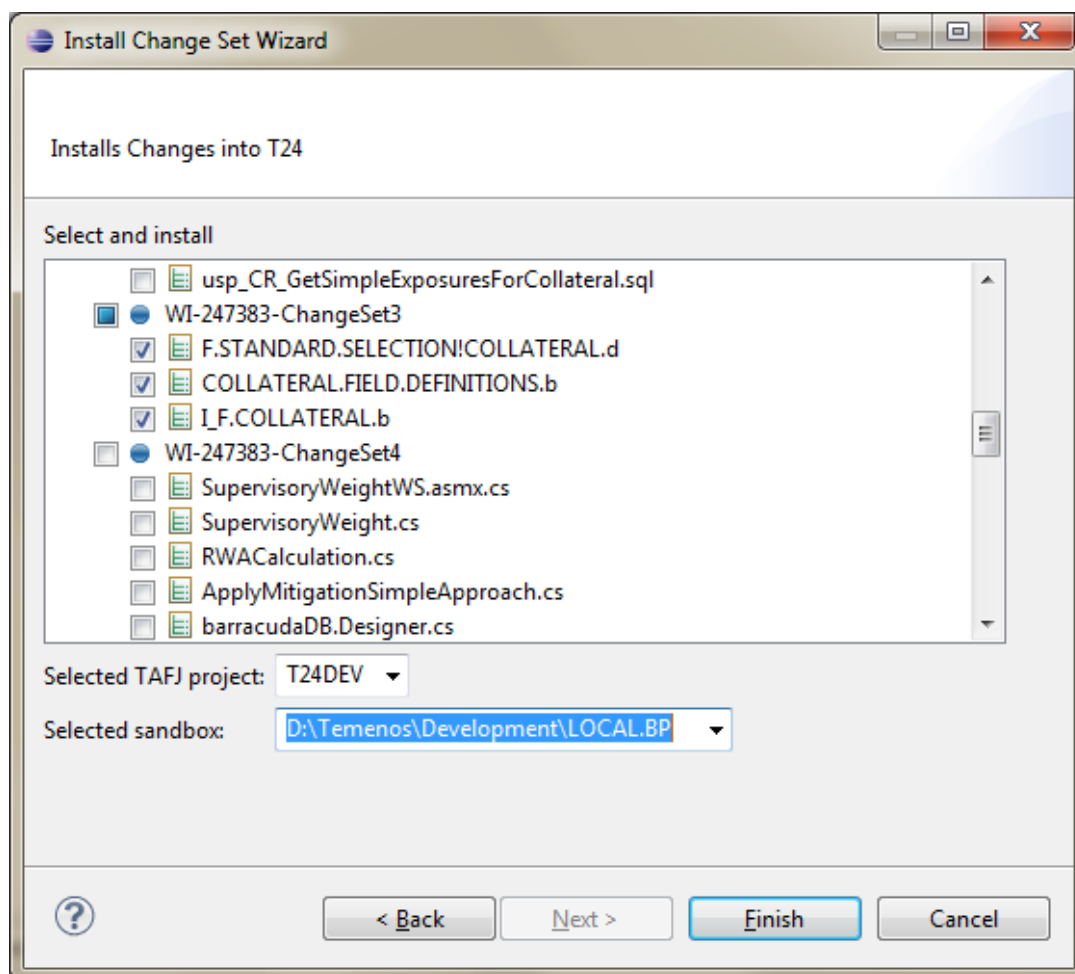 Install Change Set Wizard
Installs Changes into T24
Select and install
usp_CR_GetSimpleExposuresForCollateral.sql
WI-247383-ChangeSet3
F.STANDARD.SELECTION!COLLATERAL.d
COLLATERAL.FIELD.DEFINITIONS.b
I_F.COLLATERAL.b
WI-247383-ChangeSet4
SupervisoryWeightWS.asmx.cs
SupervisoryWeight.cs
RWACalculation.cs
ApplyMitigationSimpleApproach.cs
barracudaDB.Designer.cs
Selected TAFJ project: T24DEV
Selected sandbox: D:\Temenos\Development\LOCAL.BP
? < Back Next > Finish Cancel